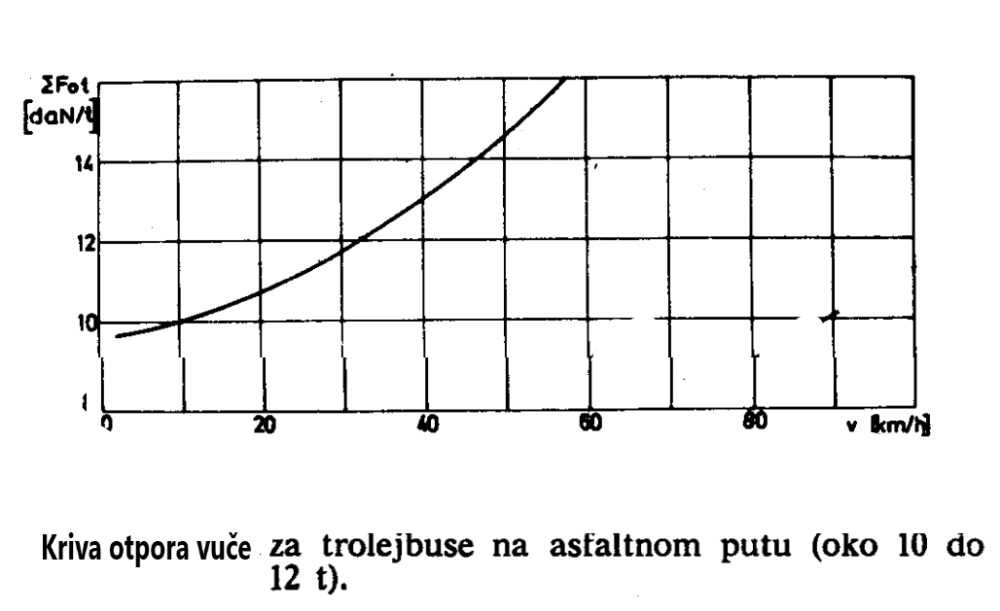 ΣFot
[daN/t]
14
12
10
0 20 40 60 80 v [km/h]
Kriva otpora vuče za trolejbuse na asfaltnom putu (oko 10 do
12 t).